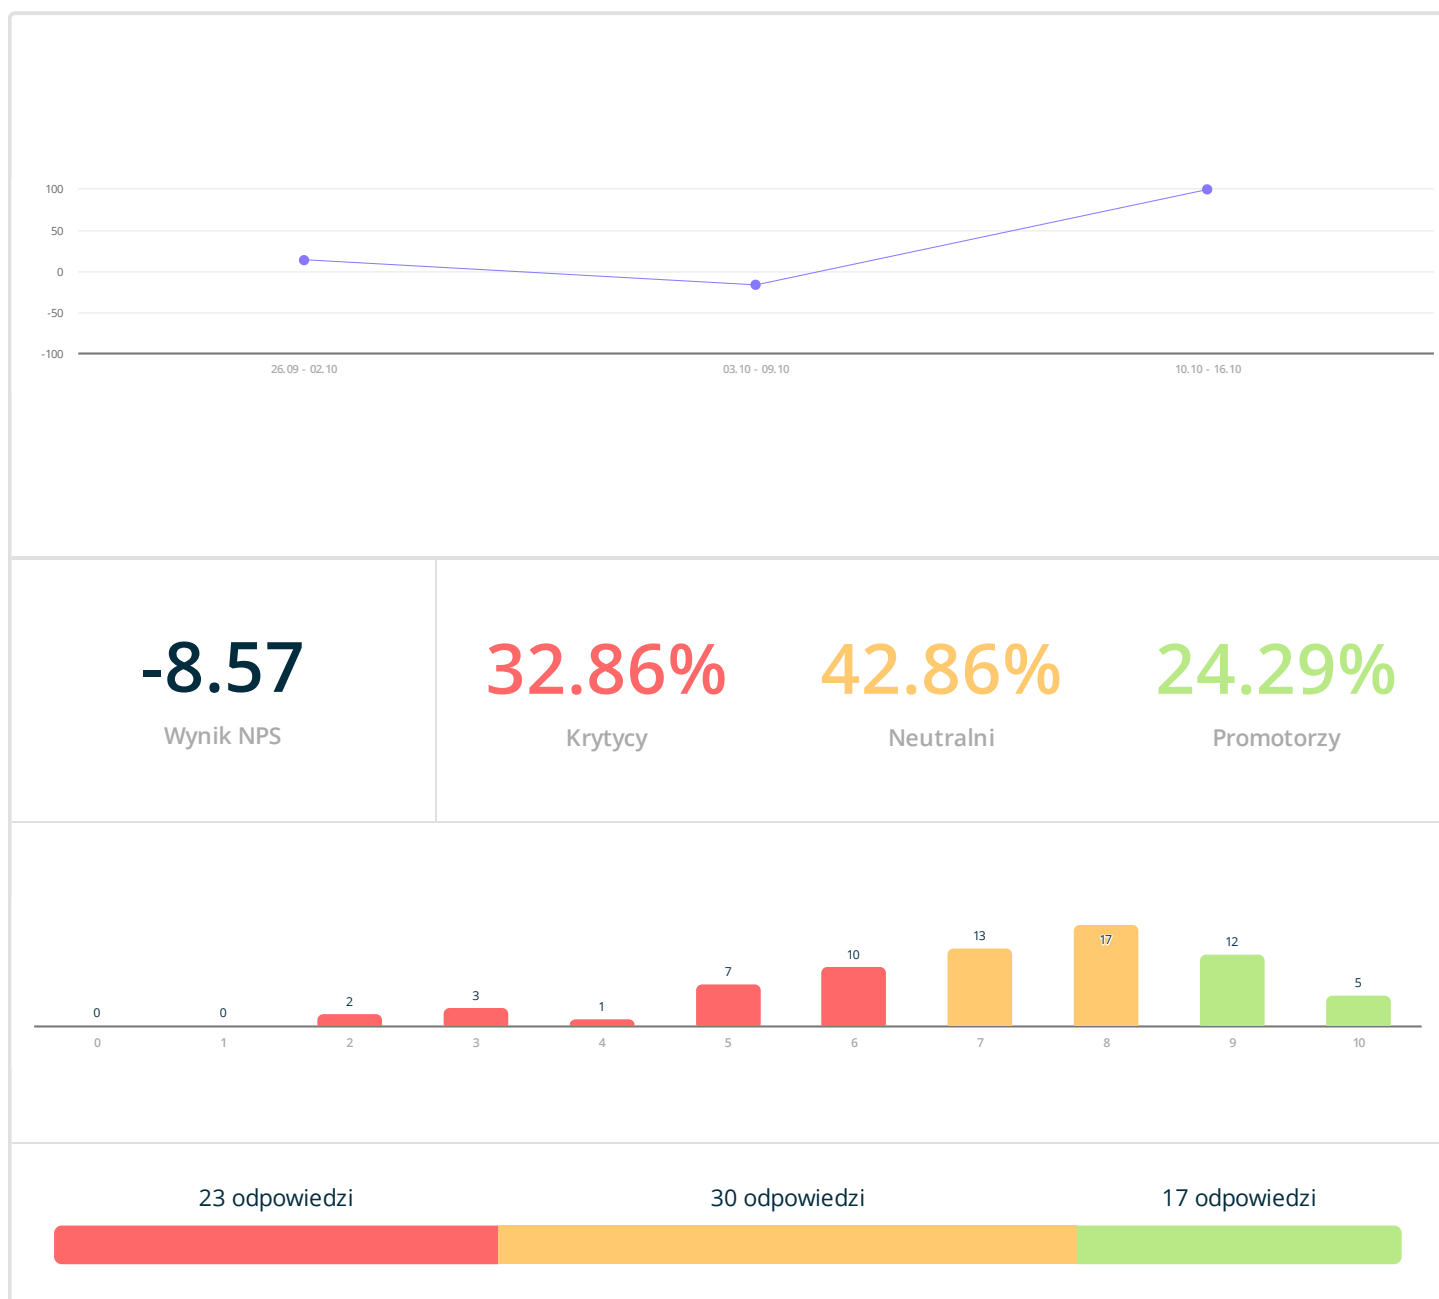 100
50
0
-50
-100
26.09 - 02.10 03.10 - 09.10 10.10 - 16.10
-8.57 32.86% 42.86% 24.29%
Wynik NPS Krytycy Neutralni Promotorzy
0 0 2 3 1 7 10 13 17 12 5
0 1 2 3 4 5 6 7 8 9 10
23 odpowiedzi 30 odpowiedzi 17 odpowiedzi